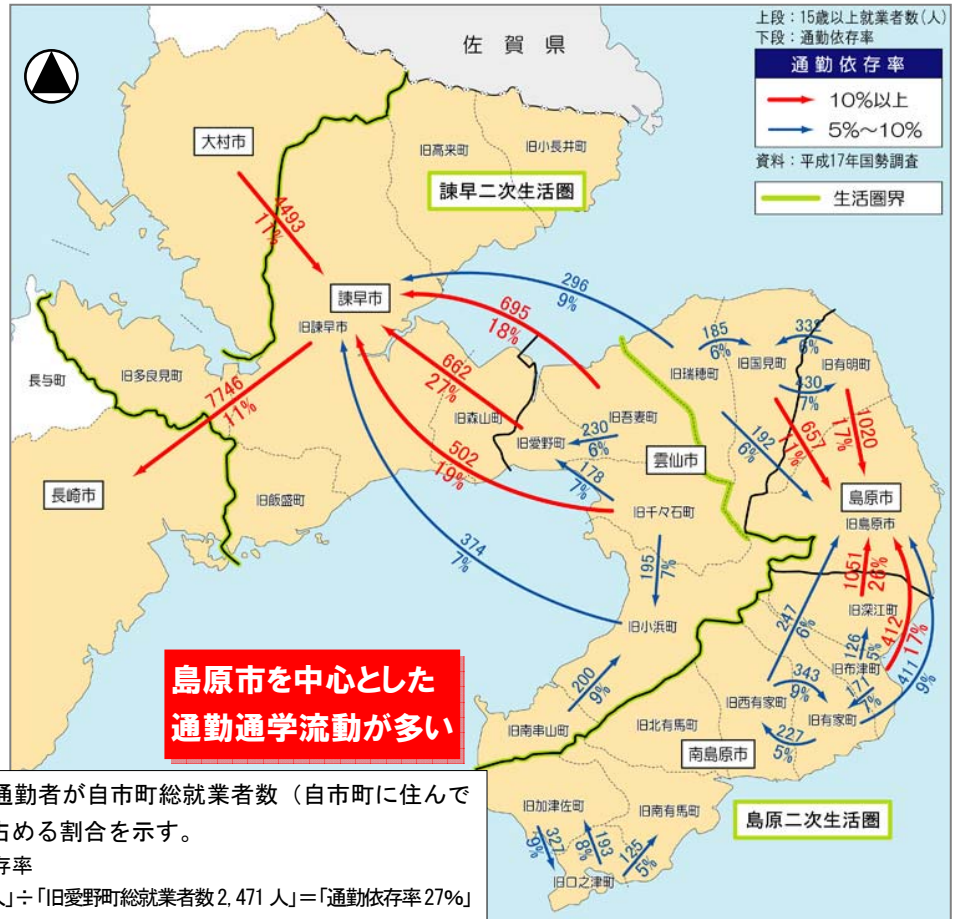 上段：15歳以上就業者数(人)
下段：通勤依存率
通勤依存率
10%以上
5%～10%
資料：平成17年国勢調査
生活圏界
佐賀県
大村市
旧高来町
旧小長井町
諫早二次生活圏
4493
11%
諫早市
旧諫早市
296
9%
695
18%
185
6%
332
6%
旧国見町
旧有明町
旧瑞穂町
430
7%
長与町
旧多良見町
7746
11%
662
27%
旧森山町
旧吾妻町
旧愛野町
230
6%
192
6%
657
11%
1020
17%
502
19%
178
7%
雲仙市
島原市
旧島原市
長崎市
旧飯盛町
旧千々石町
374
7%
195
7%
1051
26%
旧深江町
旧小浜町
247
6%
126
5%
412
17%
旧布津町
411
9%
島原市を中心とした
通勤通学流動が多い
200
9%
343
9%
171
7%
旧西有家町
旧有家町
旧南串山町
旧北有馬町
227
5%
南島原市
通勤者が自市町総就業者数（自市町に住んで
占める割合を示す。
存率
人」÷「旧愛野町総就業者数2,471人」＝「通勤依存率27%」
旧加津佐町
旧南有馬町
島原二次生活圏
327
9%
193
8%
125
5%
旧口之津町